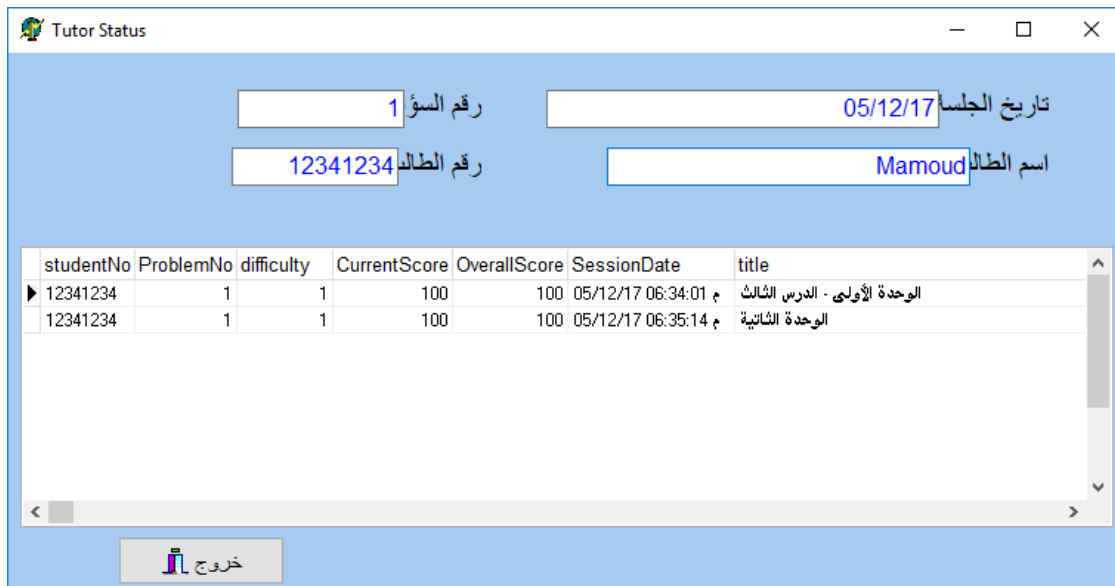 Tutor Status
تاريخ الجلسا 05/12/17 رقم السؤ 1
اسم الطالب Mamoud رقم الطالب 12341234
studentNo ProblemNo difficulty CurrentScore OverallScore SessionDate title
12341234 1 1 100 100 05/12/17 06:34:01 م الوحدة الأولى - الدرس الثالث
12341234 1 1 100 100 05/12/17 06:35:14 م الوحدة الثانية
خروج